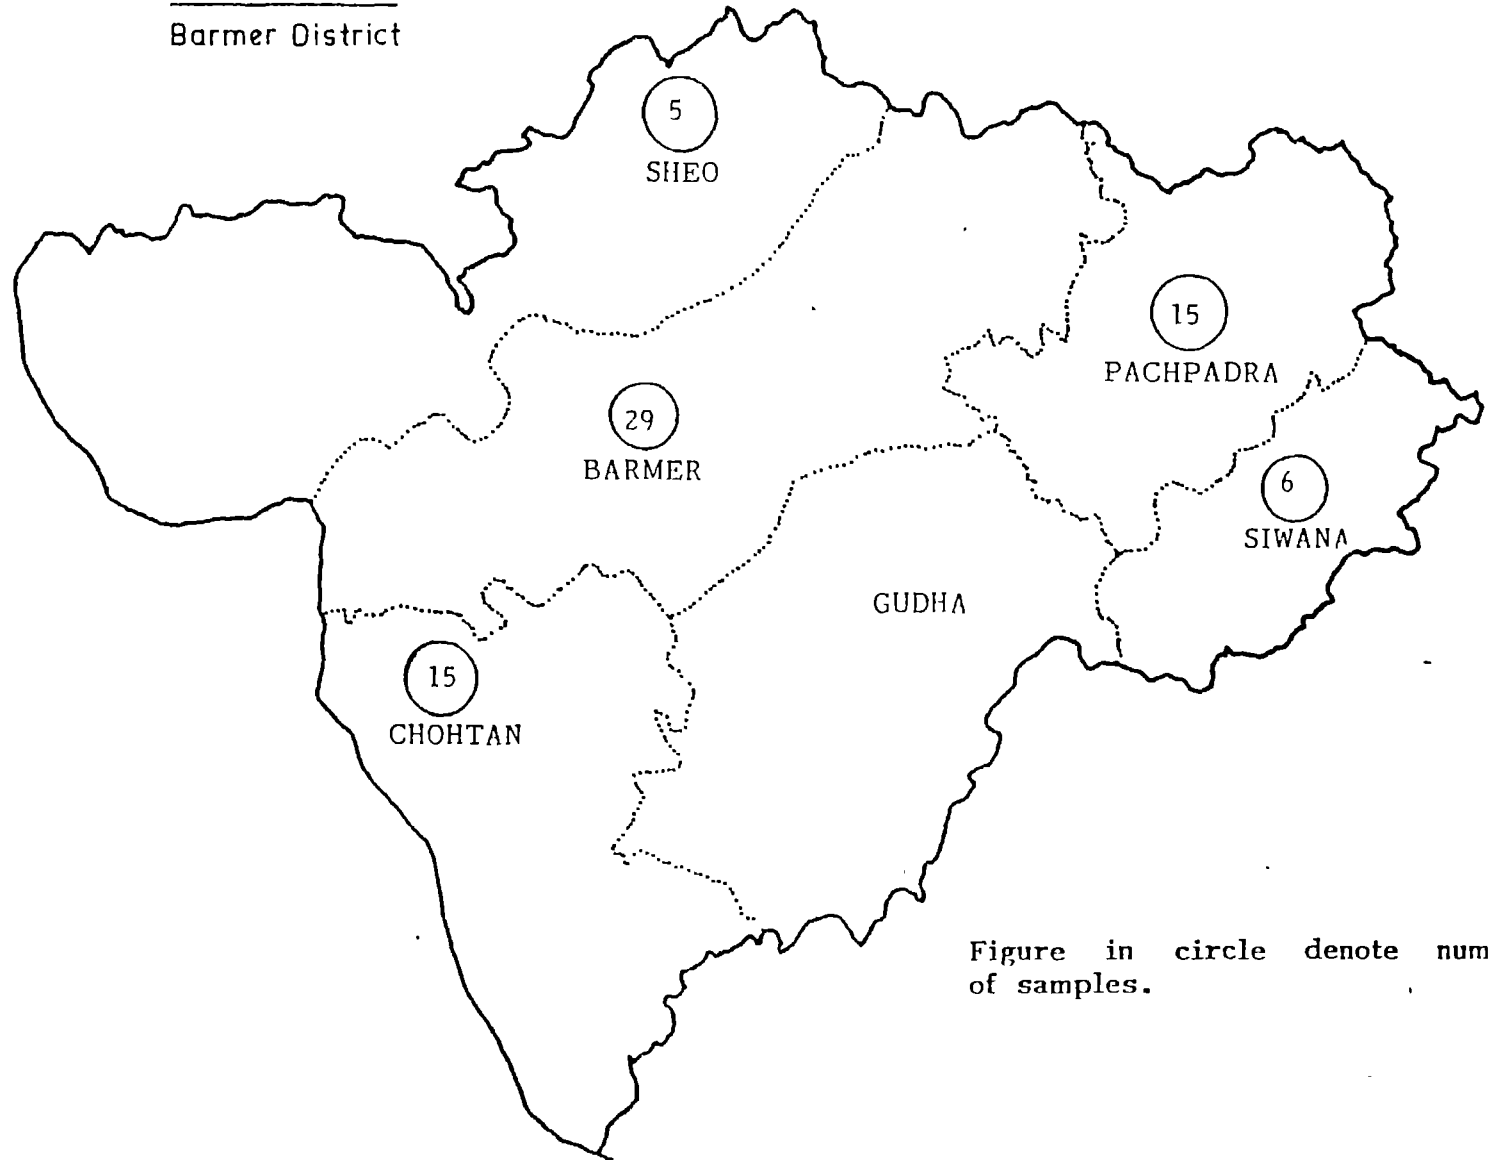 Barmer District
5
SHEO
15
PACHPADRA
29
BARMER
6
SIWANA
GUDHA
15
CHOHTAN
Figure in circle denote num
of samples.